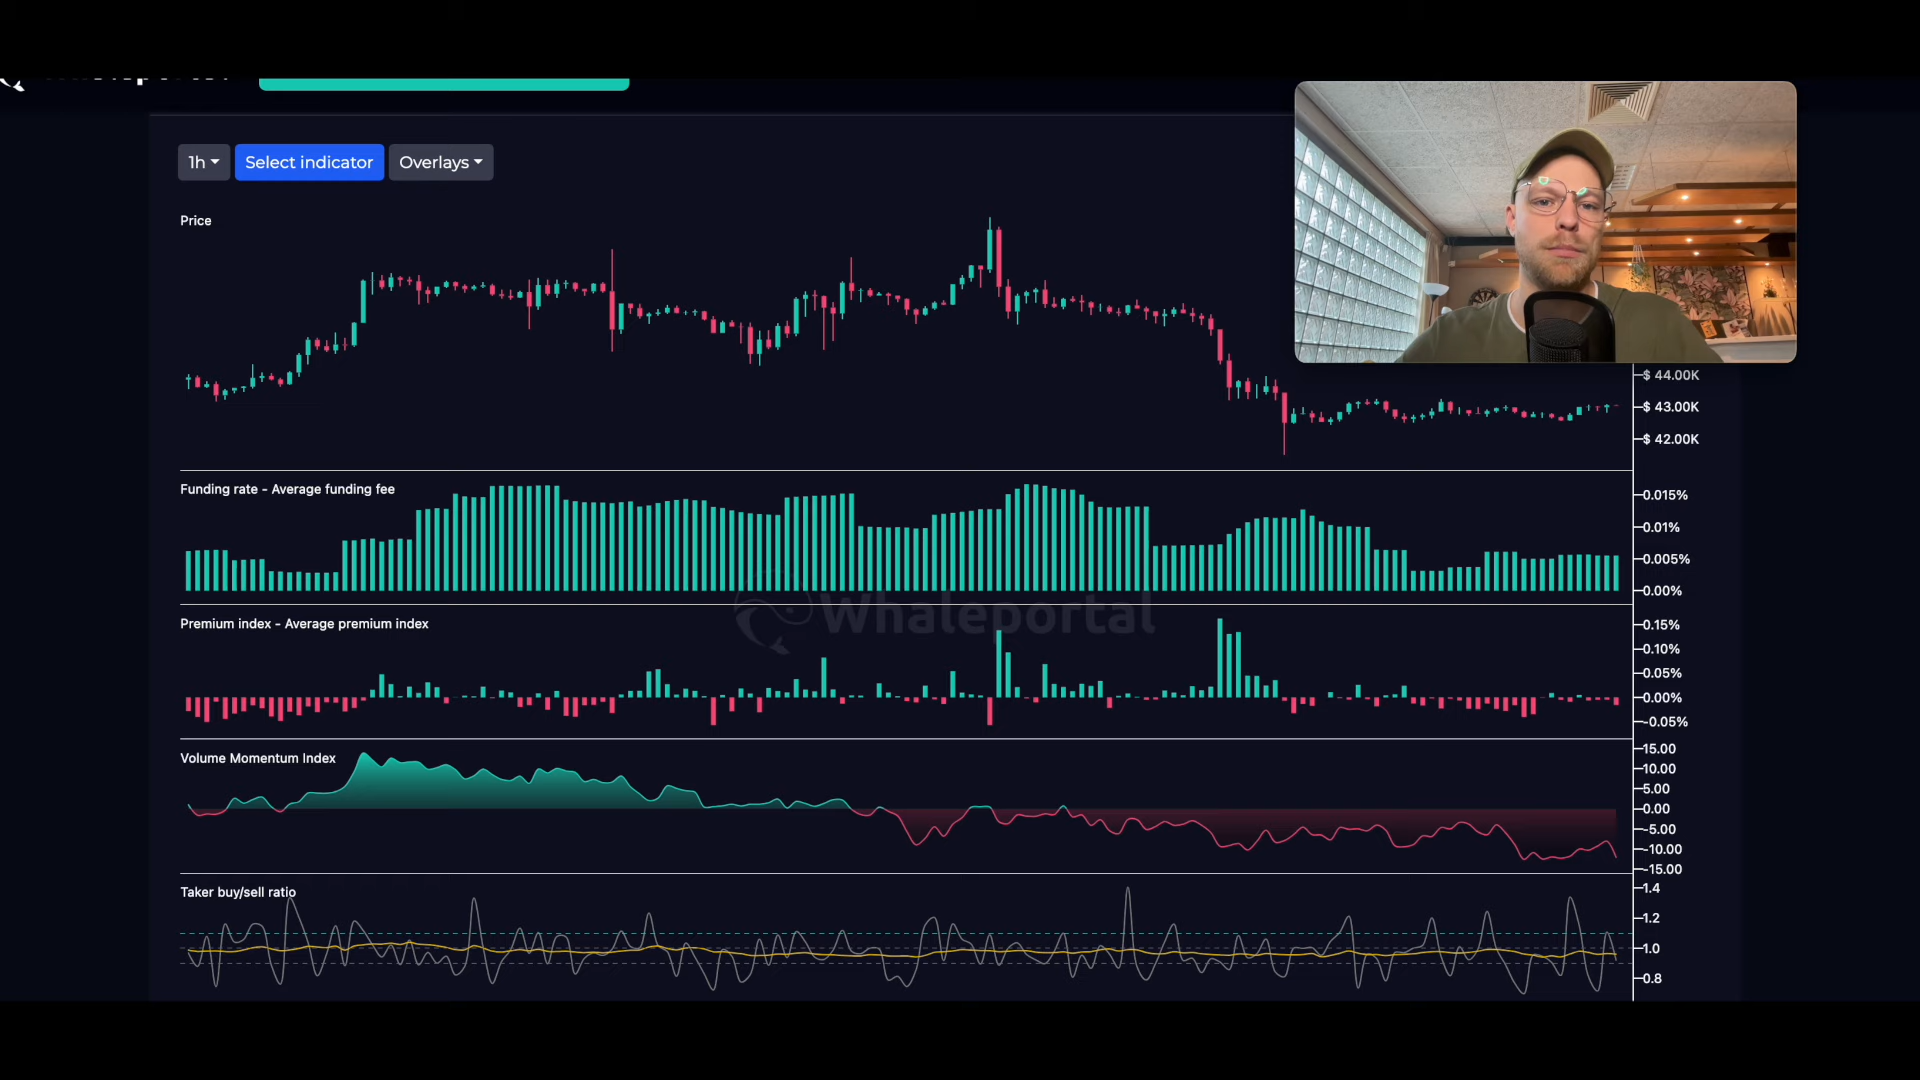 1h
Select indicator
Overlays
Price
$ 44.00K
$ 43.00K
$ 42.00K
Funding rate - Average funding fee
0.015%
0.01%
0.005%
0.00%
Whaleportal
Premium index - Average premium index
0.15%
0.10%
0.05%
0.00%
-0.05%
Volume Momentum Index
15.00
10.00
5.00
0.00
-5.00
-10.00
-15.00
Taker buy/sell ratio
1.4
1.2
1.0
0.8